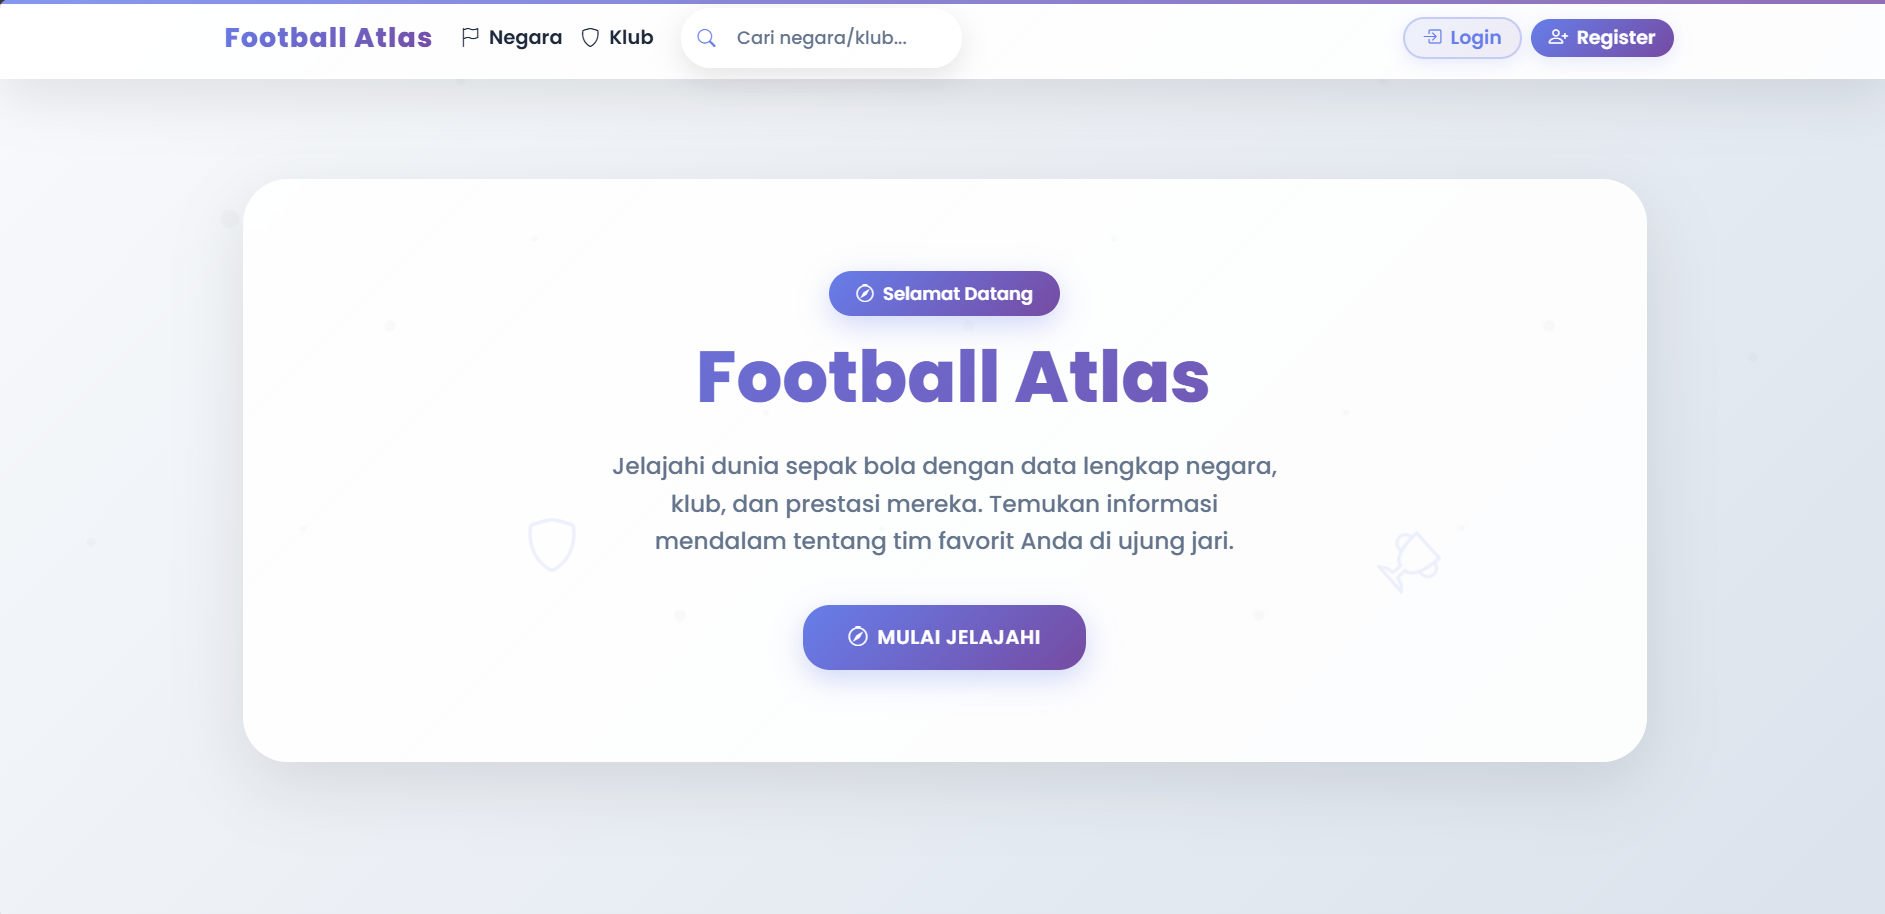 Football Atlas
Negara
Klub
Cari negara/klub...
Login
Register
Selamat Datang
Football Atlas
Jelajahi dunia sepak bola dengan data lengkap negara,
klub, dan prestasi mereka. Temukan informasi
mendalam tentang tim favorit Anda di ujung jari.
MULAI JELAJAHI